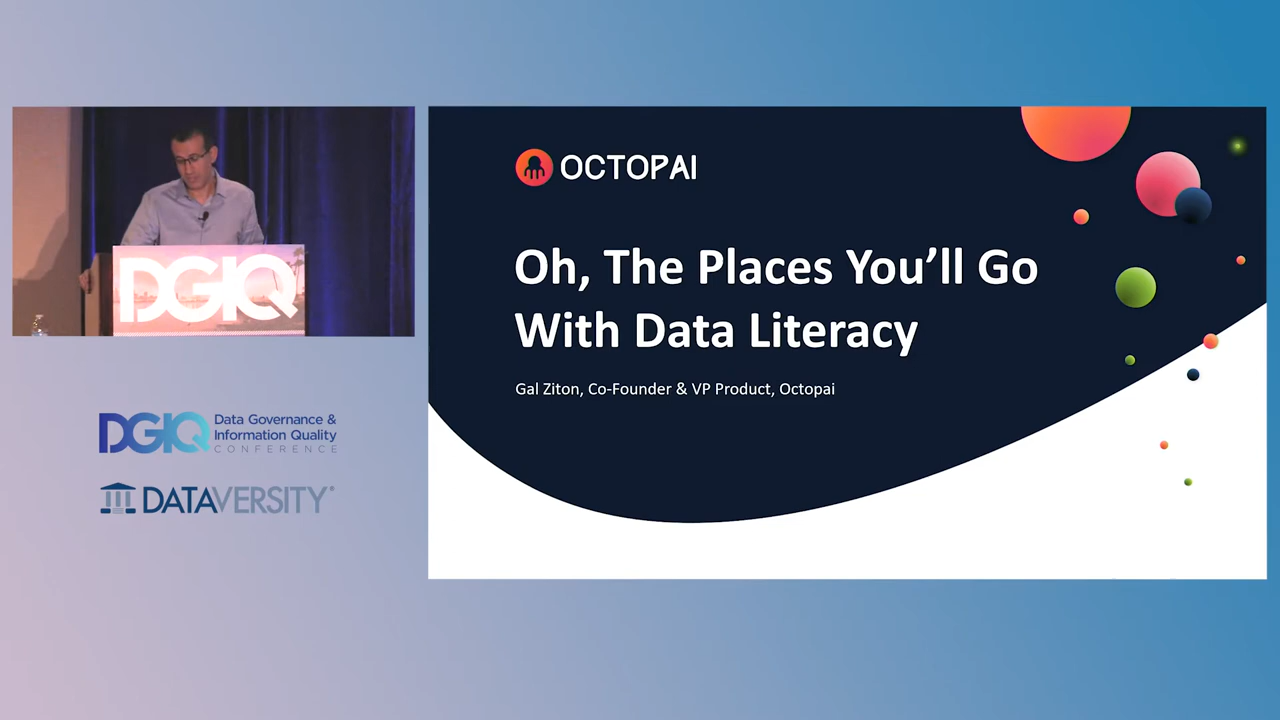 DGIQ
DGIQ
Data Governance &
Information Quality
CONFERENCE
DATAVERSITY®
OCTOPAI
Oh, The Places You’ll Go
With Data Literacy
Gal Ziton, Co-Founder & VP Product, Octopai